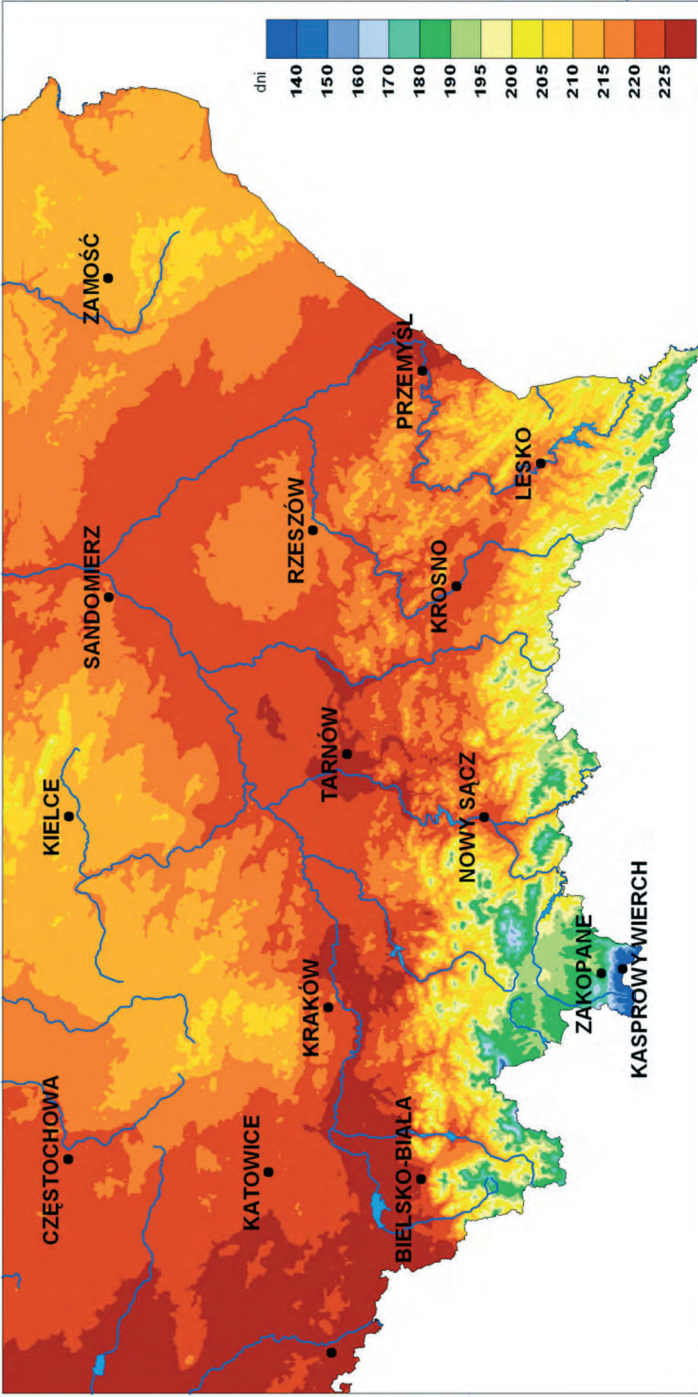 CZĘSTOCHOWA
KIELCE
SANDOMIERZ
ZAMOŚĆ
KATOWICE
KRAKÓW
TARNÓW
RZESZÓW
PRZEMYŚL
BIELSKO-BIAŁA
NOWY SĄCZ
KROSNO
LESKO
ZAKOPANE
KASPROWY WIERCH
dni
140
150
160
170
180
190
195
200
205
210
215
220
225